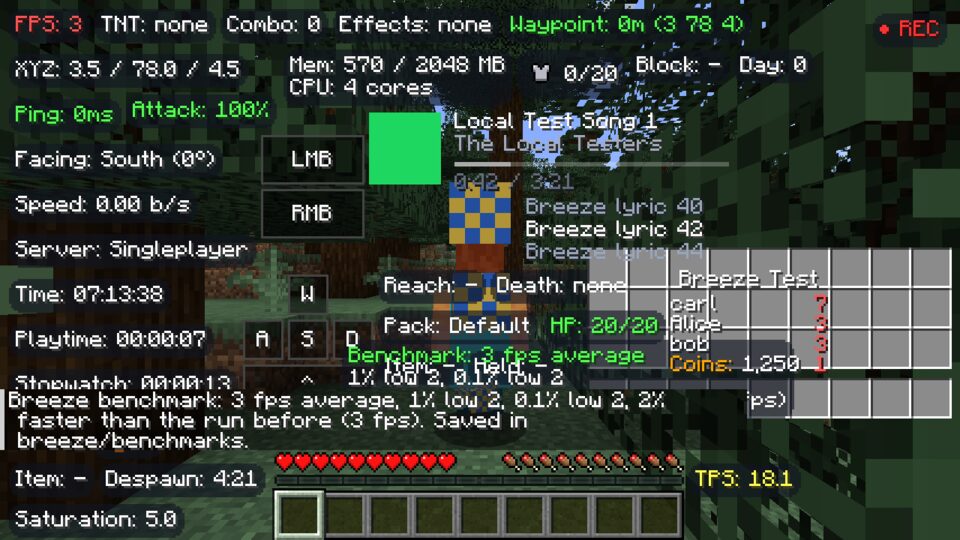 FPS: 3 TNT: none Combo: 0 Effects: none Waypoint: 0m (3 78 4) REC
XYZ: 3.5 / 78.0 / 4.5 Mem: 570 / 2048 MB 0/20 Block: - Day: 0
CPU: 4 cores
Ping: 0ms Attack: 100%
Local Test Song 1
The Local Testers
Facing: South (0°) LMB
0:42 / 3:21
Speed: 0.00 b/s RMB
Breeze lyric 40
Breeze lyric 42
Breeze lyric 44
Server: Singleplayer
Reach: - Death: none
Breeze Test
Time: 07:13:38 W
carl 7
Pack: Default HP: 20/20
Alice 3
Playtime: 00:00:07 A S D
bob 3
Benchmark: 3 fps average
Coins: 1,250 1
Item: - Held: -
1% low 2, 0.1% low 2
Stopwatch: 00:00:13 ^
Breeze benchmark: 3 fps average, 1% low 2, 0.1% low 2, 2% fps)
faster than the run before (3 fps). Saved in
breeze/benchmarks.
Item: - Despawn: 4:21 TPS: 18.1
Saturation: 5.0